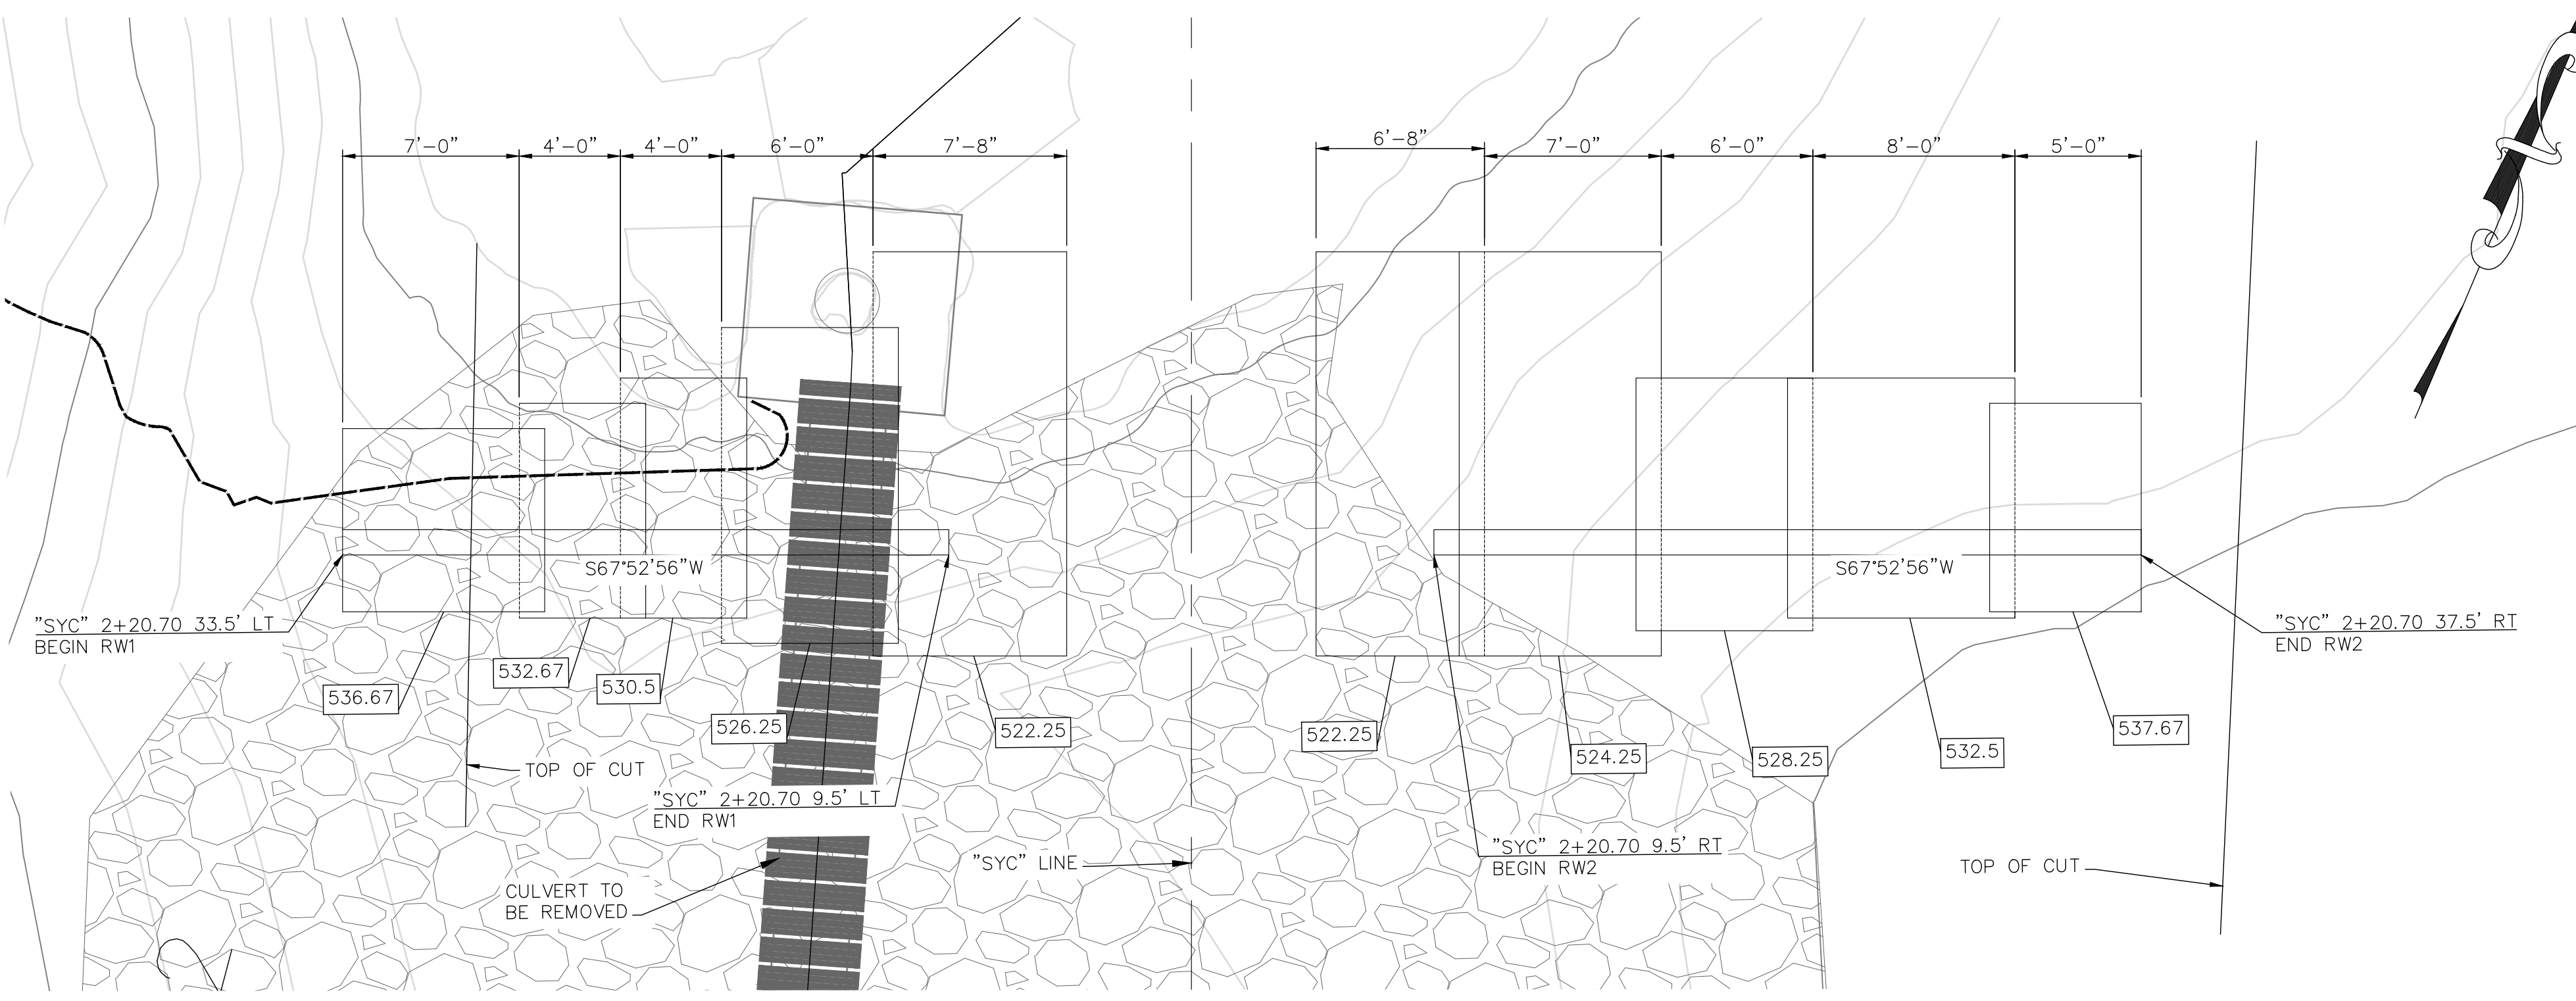 7'-0"
4'-0"
4'-0"
6'-0"
7'-8"
6'-8"
7'-0"
6'-0"
8'-0"
5'-0"
S67°52'56"W
S67°52'56"W
"SYC" 2+20.70 33.5' LT
BEGIN RW1
"SYC" 2+20.70 37.5' RT
END RW2
536.67
532.67
530.5
526.25
522.25
522.25
524.25
528.25
532.5
537.67
TOP OF CUT
"SYC" 2+20.70 9.5' LT
END RW1
"SYC" LINE
"SYC" 2+20.70 9.5' RT
BEGIN RW2
TOP OF CUT
CULVERT TO
BE REMOVED